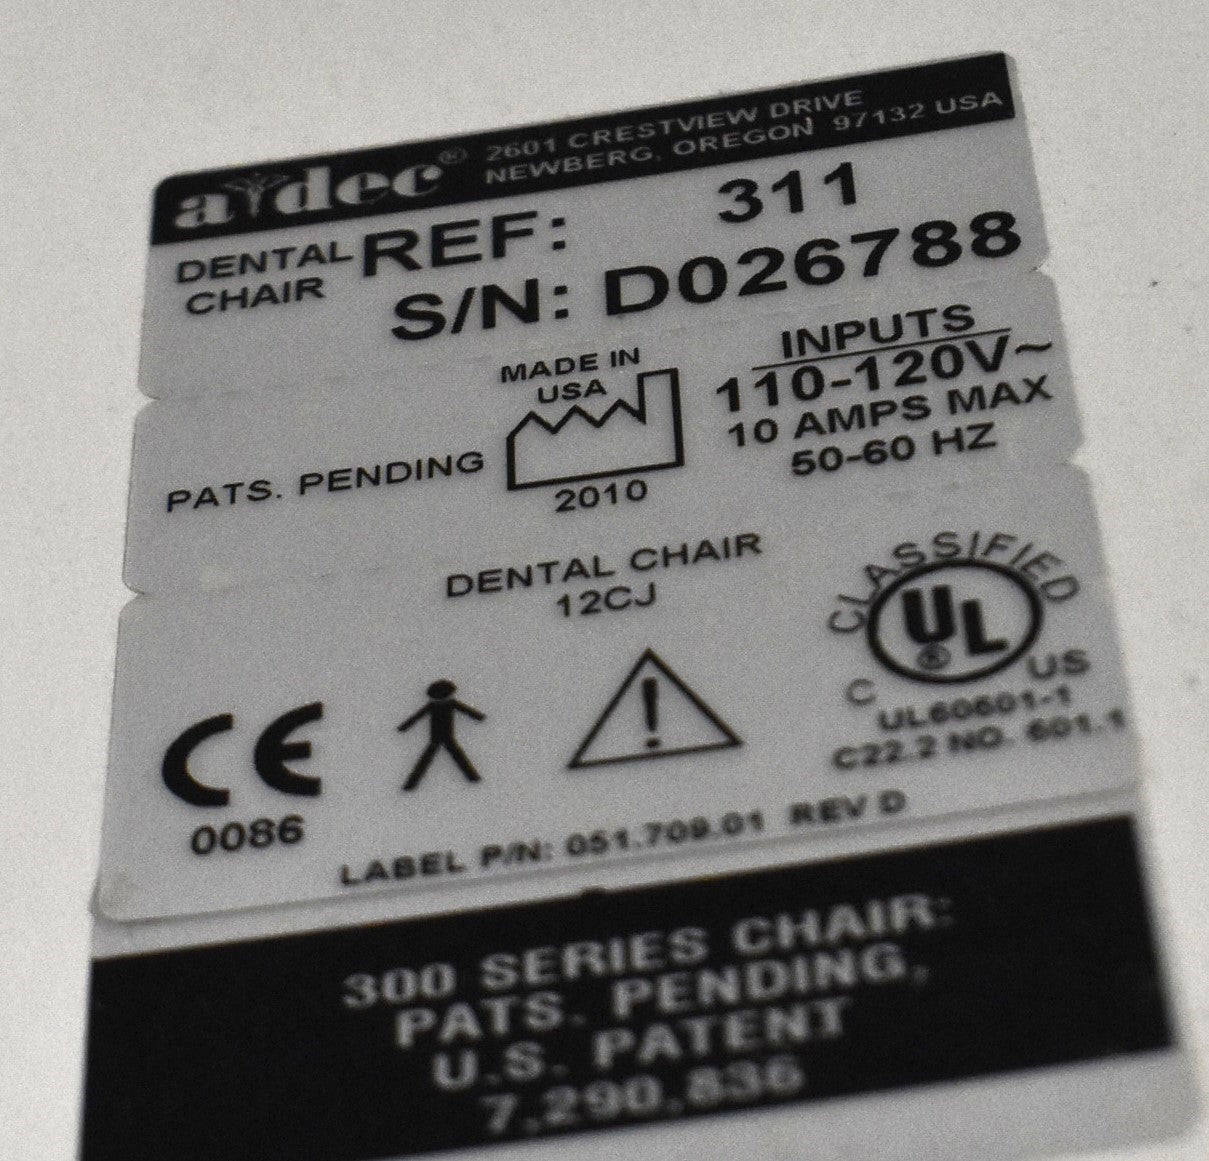 a dec® 2601 CRESTVIEW DRIVE
NEWBERG, OREGON 97132 USA
DENTAL CHAIR REF: 311
S/N: D026788
MADE IN
USA
2010
PATS. PENDING
INPUTS
110-120V~
10 AMPS MAX
50-60 HZ
DENTAL CHAIR
12CJ
CLASSIFIED
UL®
C US
UL60601-1
C22.2 NO. 601.1
CE
0086
LABEL P/N: 051.709.01 REV D
300 SERIES CHAIR:
PATS. PENDING,
U.S. PATENT
7,290,836